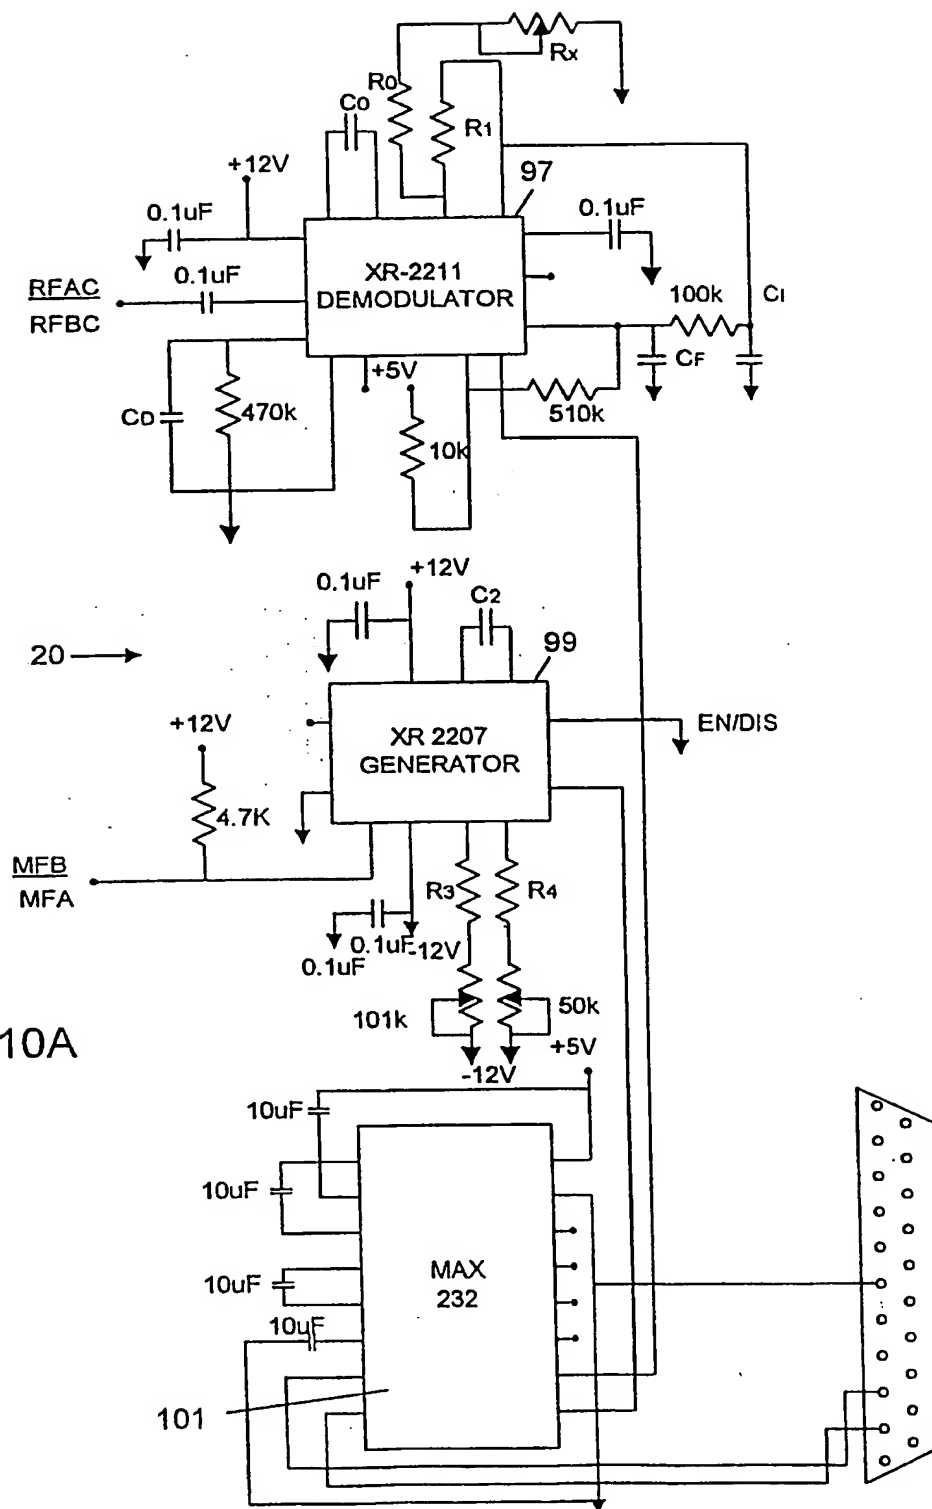 Rx
R0
C0
R1
+12V
97
0.1uF
0.1uF
XR-2211
DEMODULATOR
0.1uF
RFAC
RFBC
100k
CI
+5V
CF
CD
470k
510k
10k
+12V
0.1uF
C2
20
99
+12V
XR 2207
GENERATOR
EN/DIS
4.7K
MFB
MFA
R3
R4
0.1uF
0.1uF
-12V
101k
50k
+5V
-12V
10A
10uF
10uF
MAX
232
10uF
10uF
101